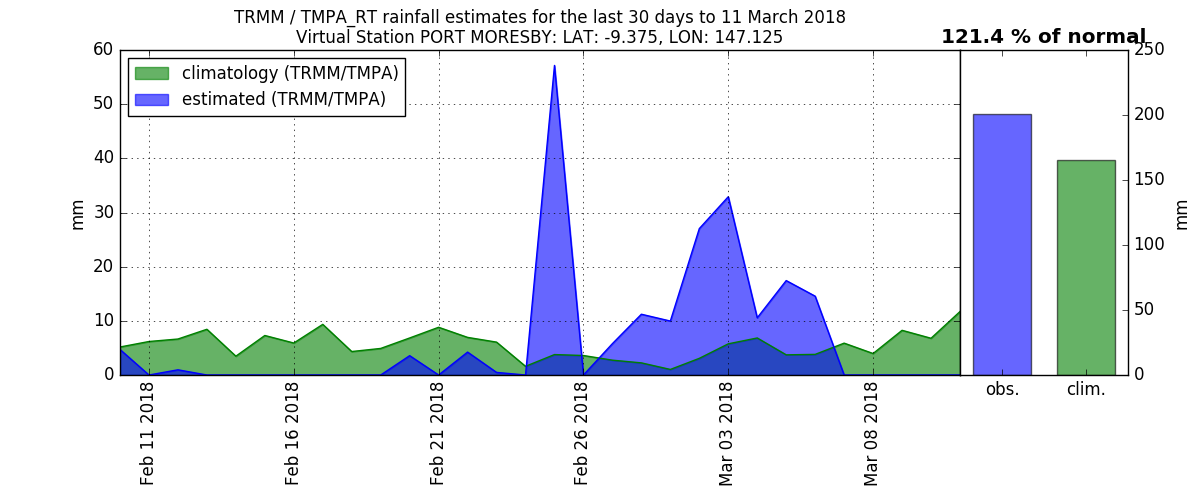 TRMM / TMPA_RT rainfall estimates for the last 30 days to 11 March 2018
Virtual Station PORT MORESBY: LAT: -9.375, LON: 147.125
121.4 % of normal
climatology (TRMM/TMPA)
estimated (TRMM/TMPA)
60
50
40
30
20
10
0
mm
Feb 11 2018
Feb 16 2018
Feb 21 2018
Feb 26 2018
Mar 03 2018
Mar 08 2018
obs.
clim.
250
200
150
100
50
0
mm